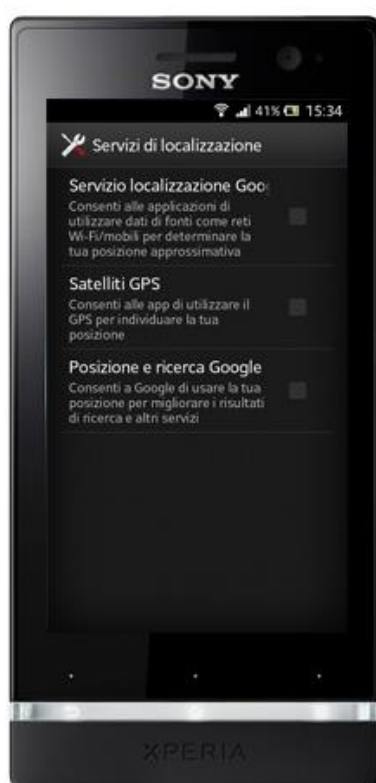 SONY
41% 15:34
Servizi di localizzazione
Servizio localizzazione Goo
Consenti alle applicazioni di
utilizzare dati di fonti come reti
Wi-Fi/mobili per determinare la
tua posizione approssimativa
Satelliti GPS
Consenti alle app di utilizzare il
GPS per individuare la tua
posizione
Posizione e ricerca Google
Consenti a Google di usare la tua
posizione per migliorare i risultati
di ricerca e altri servizi
XPERIA